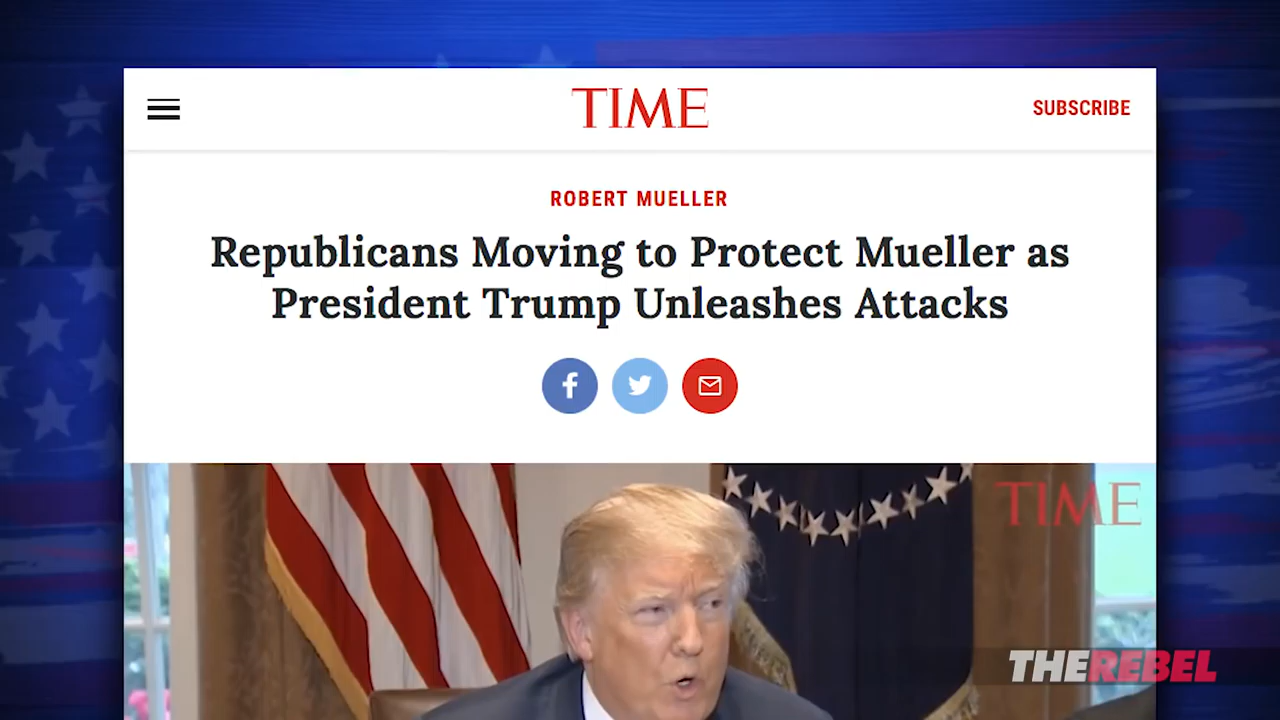 TIME
SUBSCRIBE
ROBERT MUELLER
Republicans Moving to Protect Mueller as
President Trump Unleashes Attacks
TIME
THEREBEL